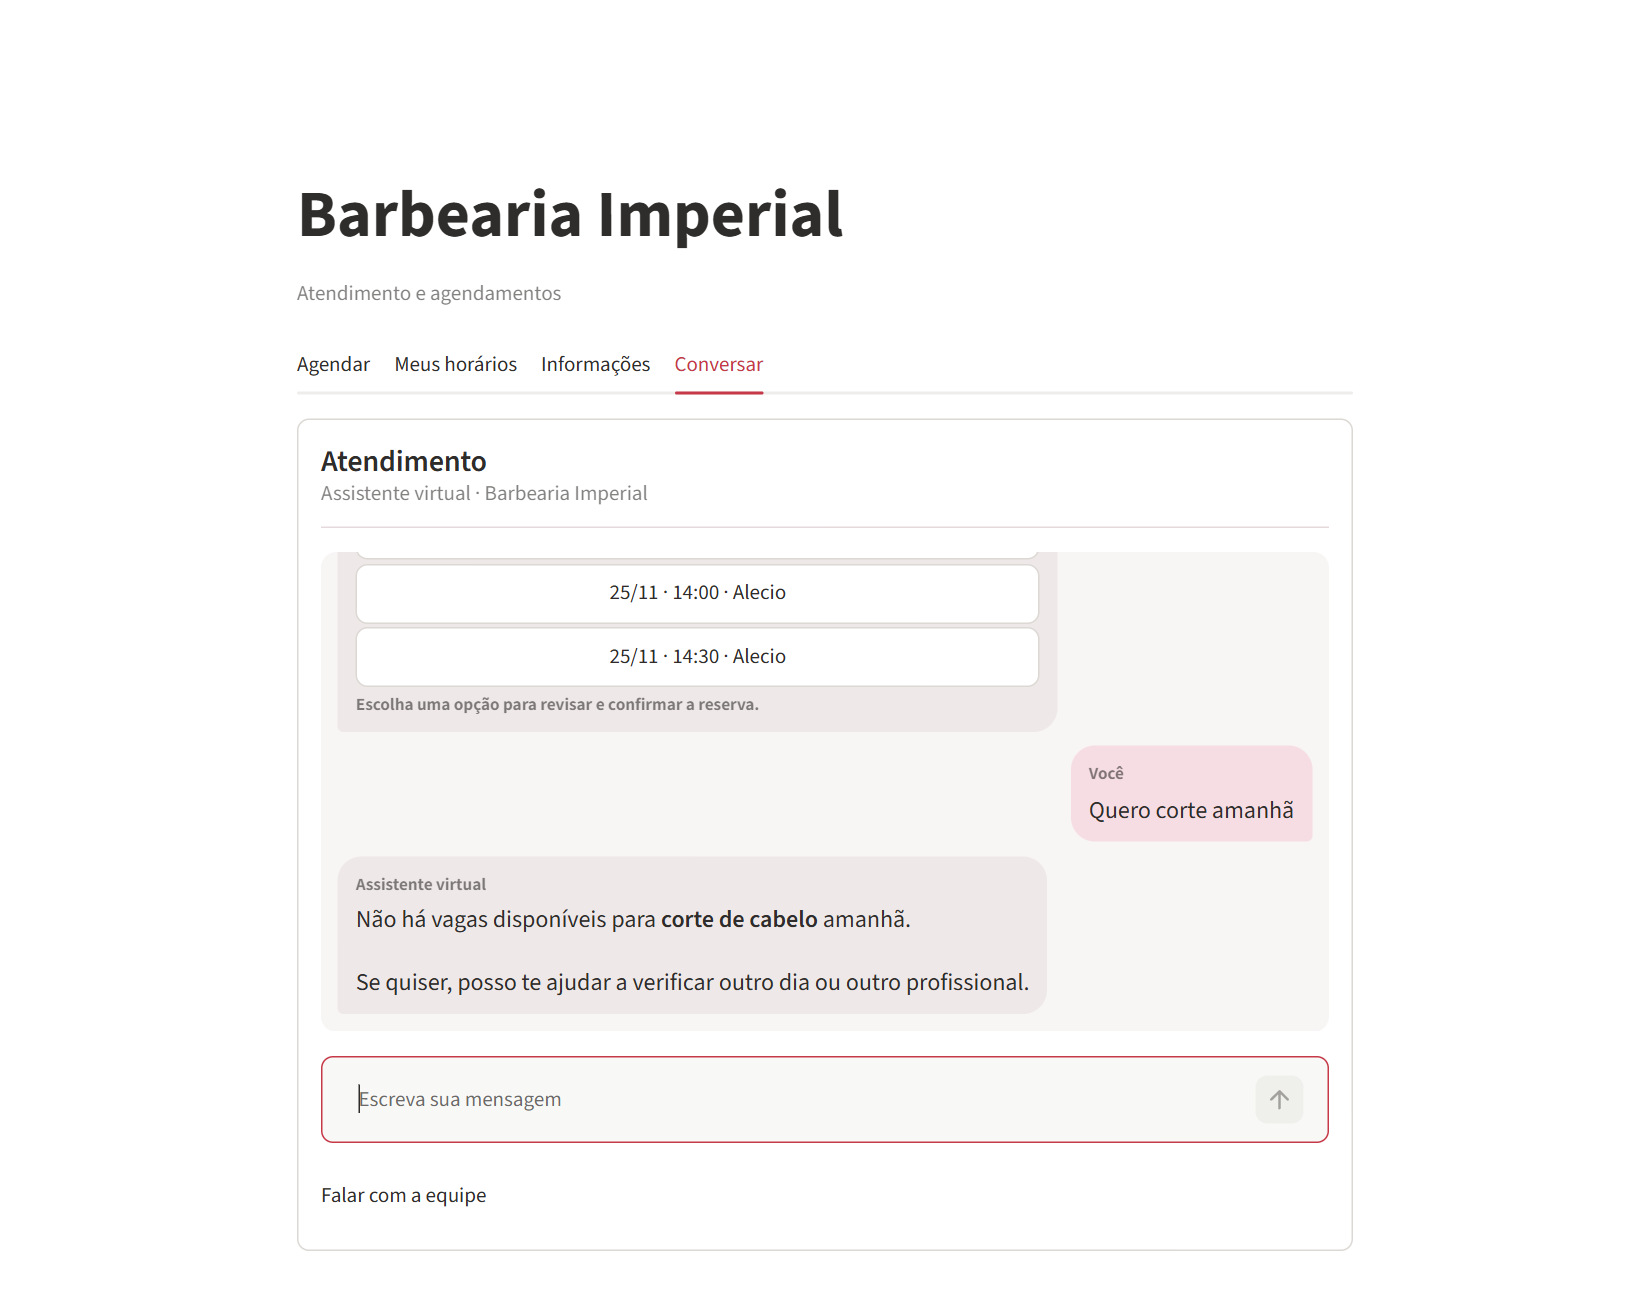 Barbearia Imperial
Atendimento e agendamentos
Agendar Meus horários Informações Conversar
Atendimento
Assistente virtual · Barbearia Imperial
25/11 · 14:00 · Alecio
25/11 · 14:30 · Alecio
Escolha uma opção para revisar e confirmar a reserva.
Você
Quero corte amanhã
Assistente virtual
Não há vagas disponíveis para corte de cabelo amanhã.
Se quiser, posso te ajudar a verificar outro dia ou outro profissional.
Escreva sua mensagem
Falar com a equipe